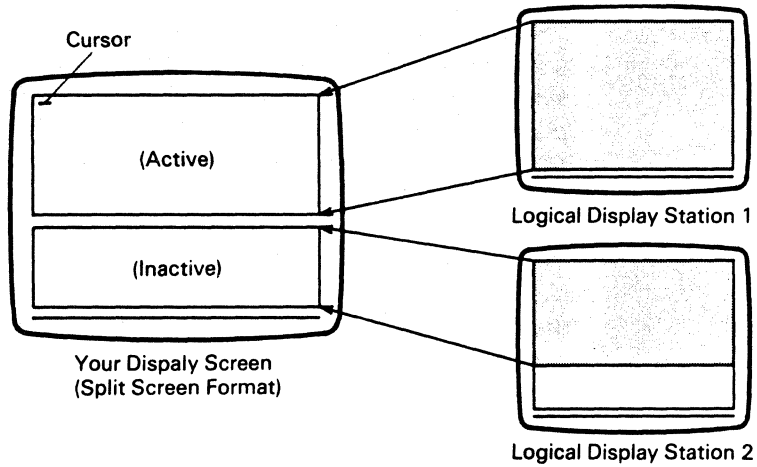 Cursor
(Active)
(Inactive)
Your Dispaly Screen
(Split Screen Format)
Logical Display Station 1
Logical Display Station 2